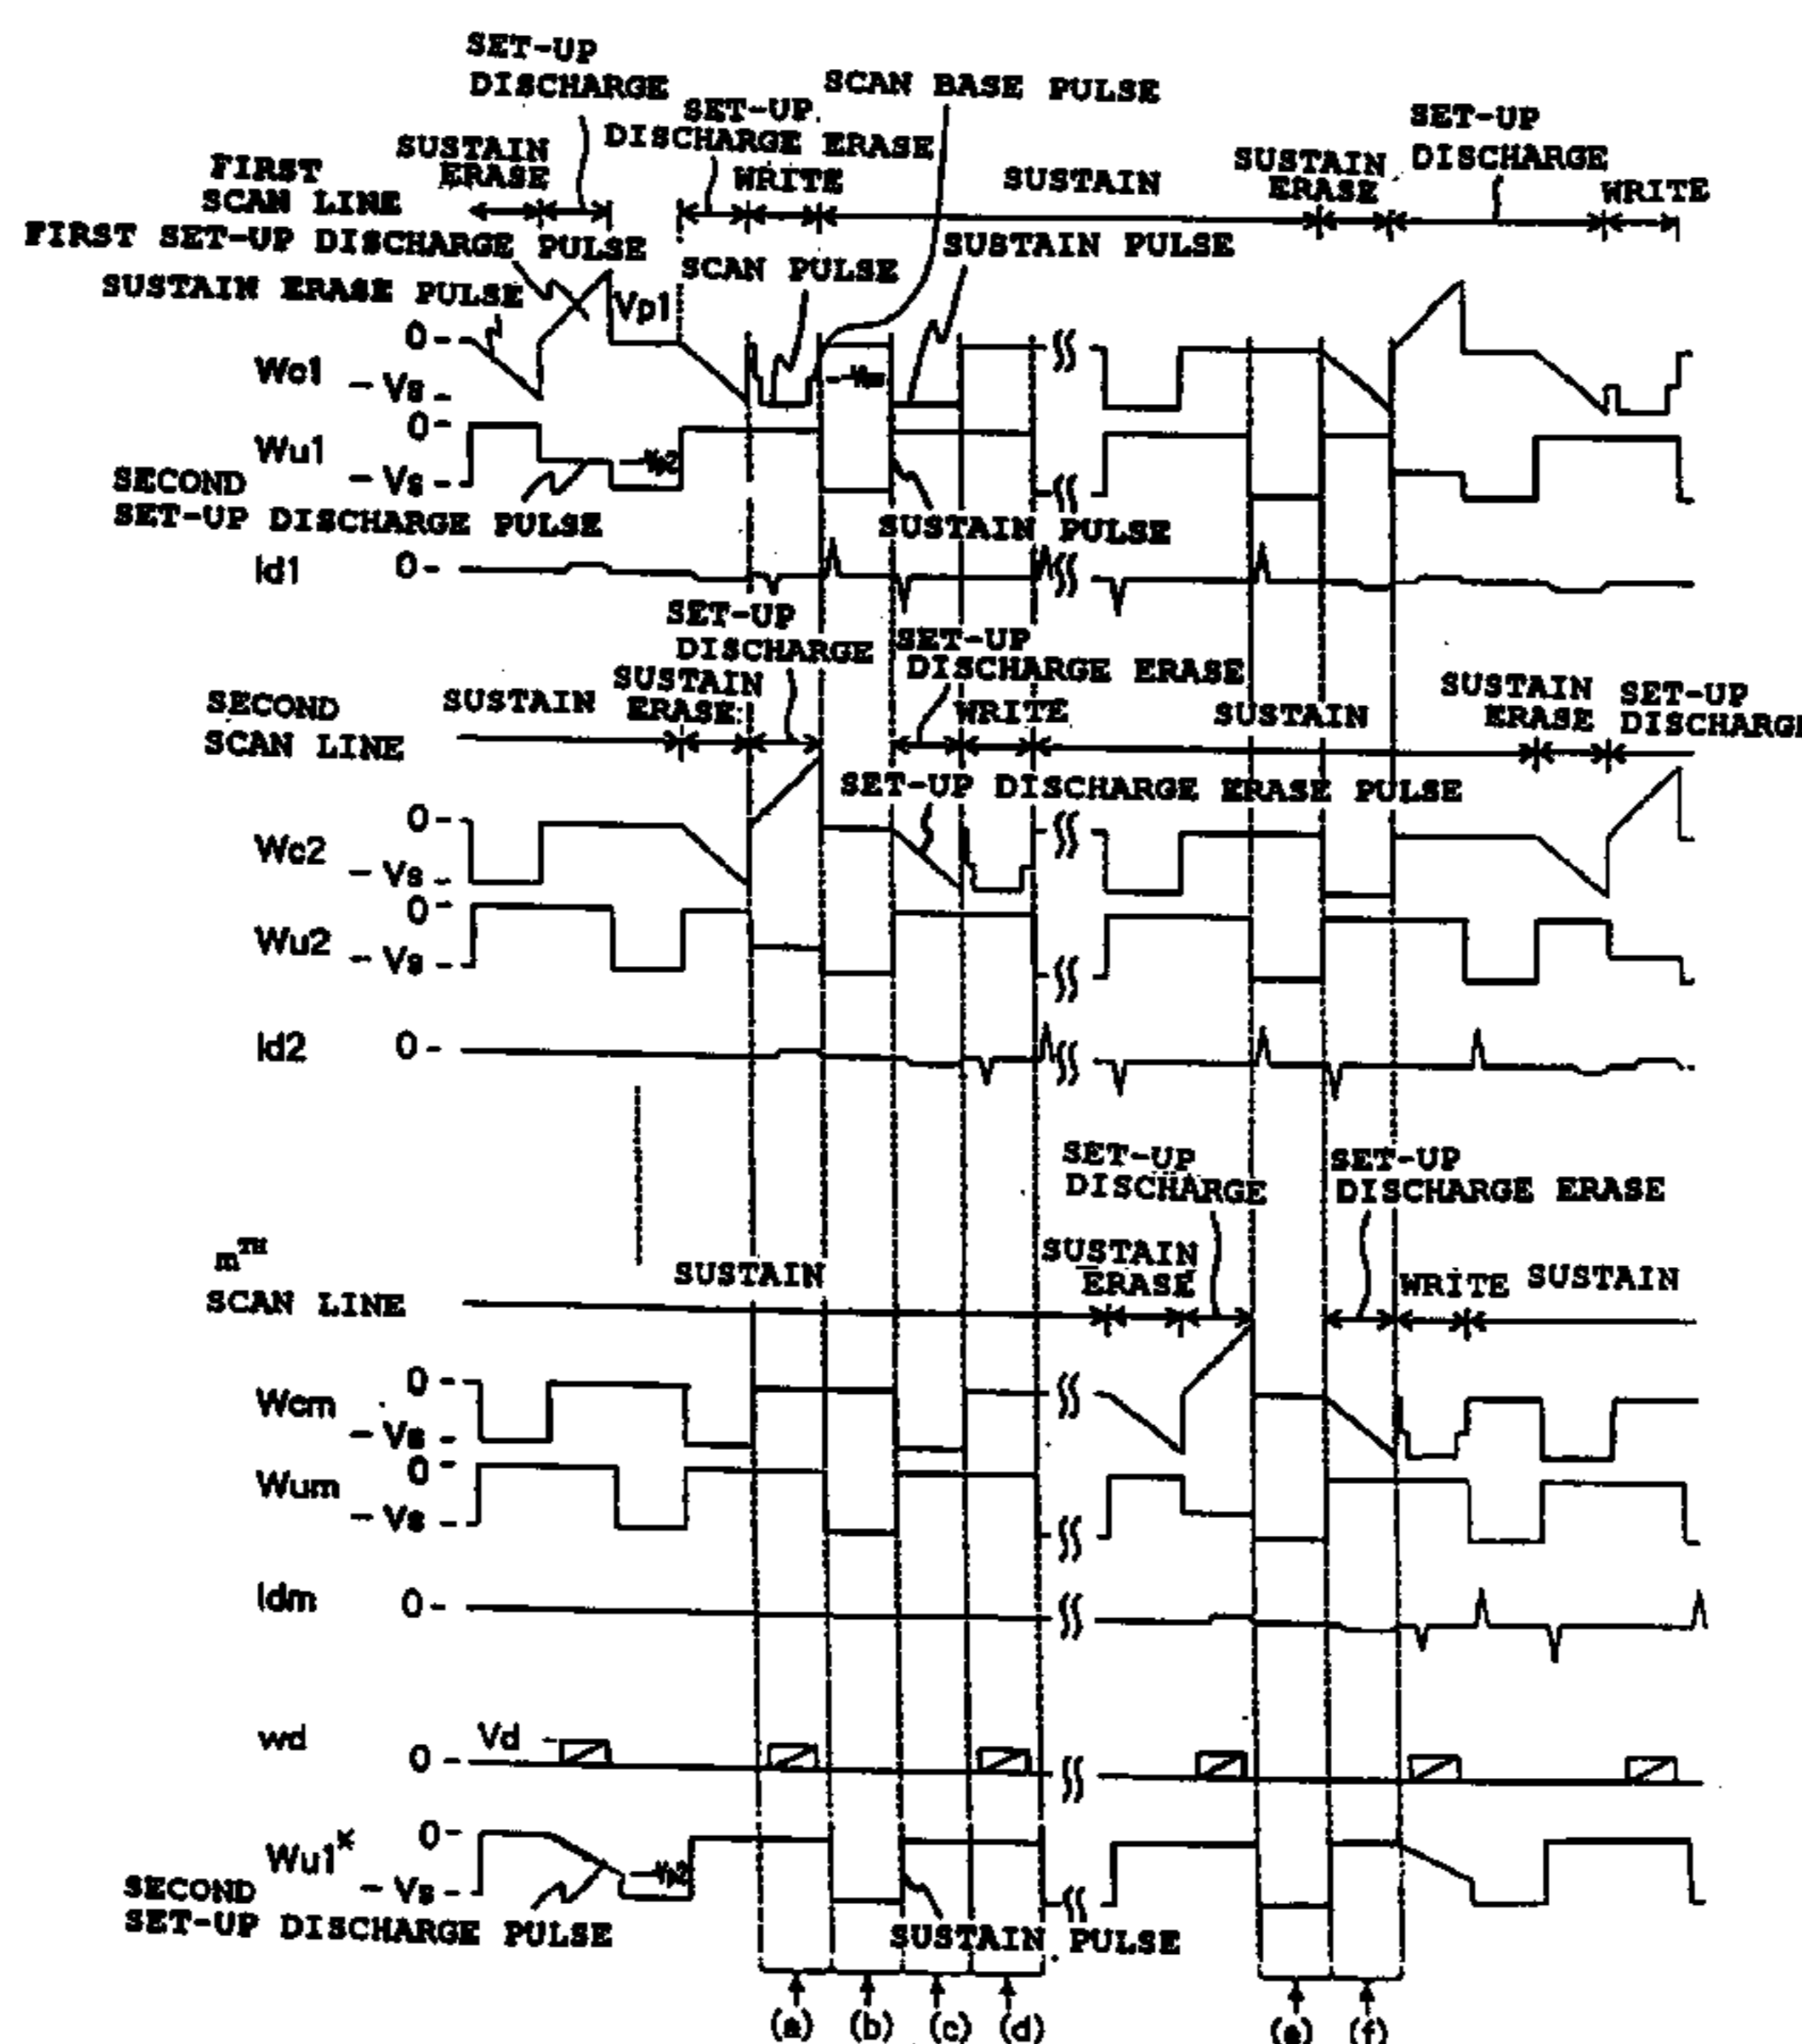 SET-UP
DISCHARGE
SCAN BASE PULSE
SET-UP
DISCHARGE ERASE
SET-UP
DISCHARGE
FIRST
SCAN LINE
SUSTAIN
ERASE
WRITE
SUSTAIN
SUSTAIN
ERASE
WRITE
FIRST SET-UP DISCHARGE PULSE
SUSTAIN PULSE
SCAN PULSE
SUSTAIN ERASE PULSE
Vp1
0
Wc1
- Vs
0
Wu1
-Vp2
- Vs
SECOND
SET-UP DISCHARGE PULSE
SUSTAIN PULSE
Id1
0
SET-UP
DISCHARGE
SET-UP
DISCHARGE ERASE
SECOND
SCAN LINE
SUSTAIN
SUSTAIN
ERASE
WRITE
SUSTAIN
SUSTAIN
ERASE
SET-UP
DISCHARGE
SET-UP DISCHARGE ERASE PULSE
0
Wc2
- Vs
0
Wu2
- Vs
Id2
0
SET-UP
DISCHARGE
SET-UP
DISCHARGE ERASE
mTH
SCAN LINE
SUSTAIN
SUSTAIN
ERASE
WRITE
SUSTAIN
0
Wcm
- Vs
0
Wum
- Vs
Idm
0
wd
Vd
0
0
Wu1*
-Vp2
- Vs
SECOND
SET-UP DISCHARGE PULSE
SUSTAIN PULSE
(a)
(b)
(c)
(d)
(e)
(f)